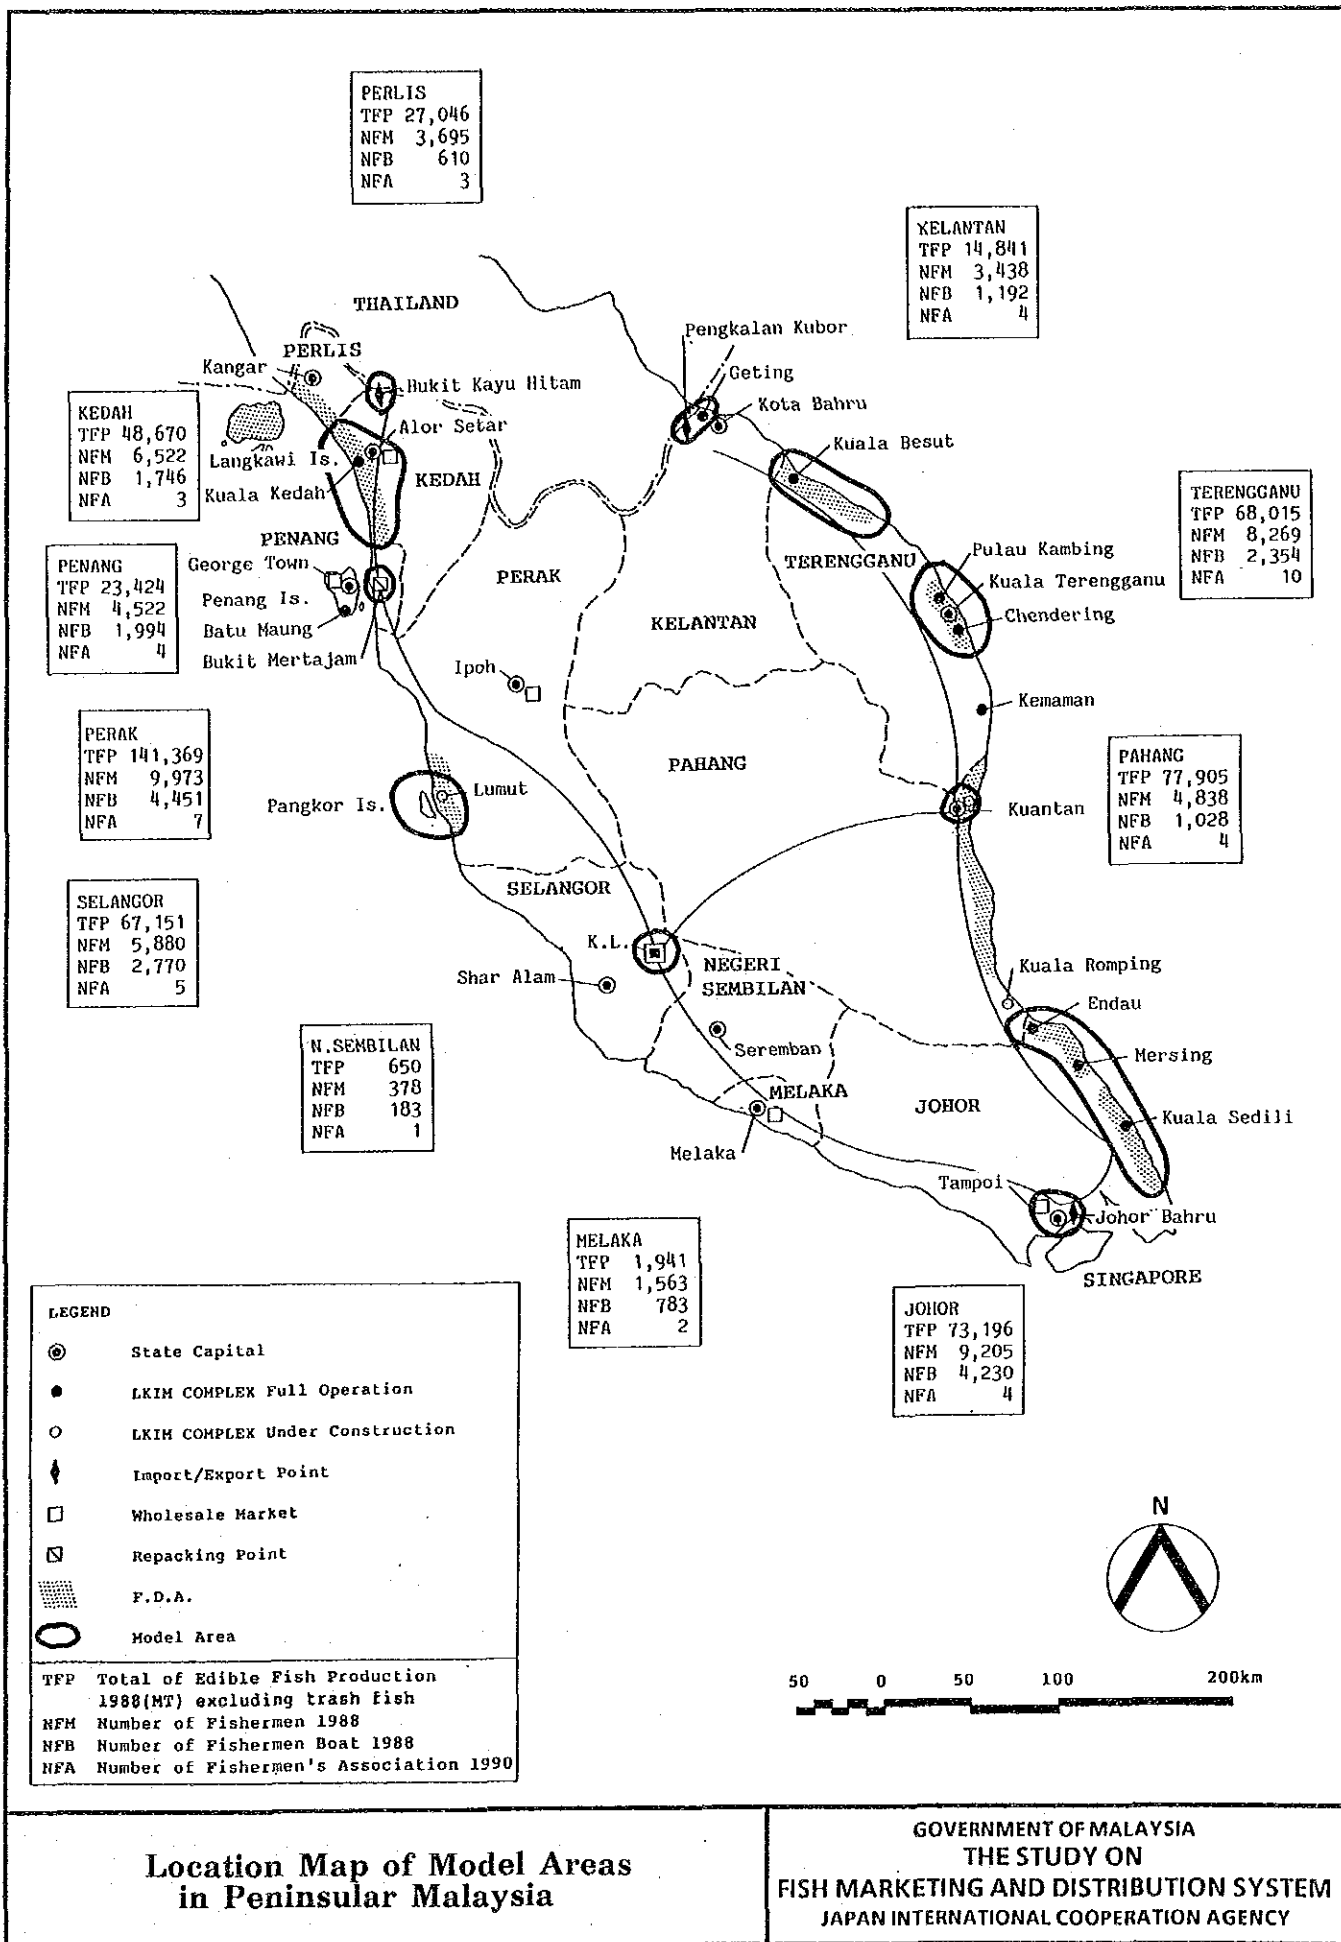 PERLIS
TFP 27,046
NFM 3,695
NFB 610
NFA 3
KELANTAN
TFP 14,841
NFM 3,438
NFB 1,192
NFA 4
THAILAND
PERLIS
Kangar
Bukit Kayu Hitam
Pengkalan Kubor
Geting
Kota Bahru
KEDAH
TFP 48,670
NFM 6,522
NFB 1,746
NFA 3
Alor Setar
Langkawi Is.
KEDAH
Kuala Kedah
Kuala Besut
TERENGGANU
TFP 68,015
NFM 8,269
NFB 2,354
NFA 10
PENANG
George Town
Penang Is.
Batu Maung
Bukit Mertajam
PENANG
TFP 23,424
NFM 4,522
NFB 1,994
NFA 4
PERAK
TERENGGANU
Pulau Kambing
Kuala Terengganu
Chendering
KELANTAN
Ipoh
Kemaman
PERAK
TFP 141,369
NFM 9,973
NFB 4,451
NFA 7
PAHANG
Lumut
Pangkor Is.
Kuantan
PAHANG
TFP 77,905
NFM 4,838
NFB 1,028
NFA 4
SELANGOR
TFP 67,151
NFM 5,880
NFB 2,770
NFA 5
SELANGOR
K.L.
NEGERI
SEMBILAN
Shar Alam
Kuala Romping
Endau
Seremban
Mersing
N.SEMBILAN
TFP 650
NFM 378
NFB 183
NFA 1
MELAKA
JOHOR
Kuala Sedili
Melaka
Tampoi
Johor Bahru
SINGAPORE
MELAKA
TFP 1,941
NFM 1,563
NFB 783
NFA 2
JOHOR
TFP 73,196
NFM 9,205
NFB 4,230
NFA 4
LEGEND
State Capital
LKIM COMPLEX Full Operation
LKIM COMPLEX Under Construction
Import/Export Point
Wholesale Market
Repacking Point
F.D.A.
Model Area
TFP Total of Edible Fish Production
1988(MT) excluding trash fish
NFM Number of Fishermen 1988
NFB Number of Fishermen Boat 1988
NFA Number of Fishermen's Association 1990
N
50 0 50 100 200km
Location Map of Model Areas
in Peninsular Malaysia
GOVERNMENT OF MALAYSIA
THE STUDY ON
FISH MARKETING AND DISTRIBUTION SYSTEM
JAPAN INTERNATIONAL COOPERATION AGENCY